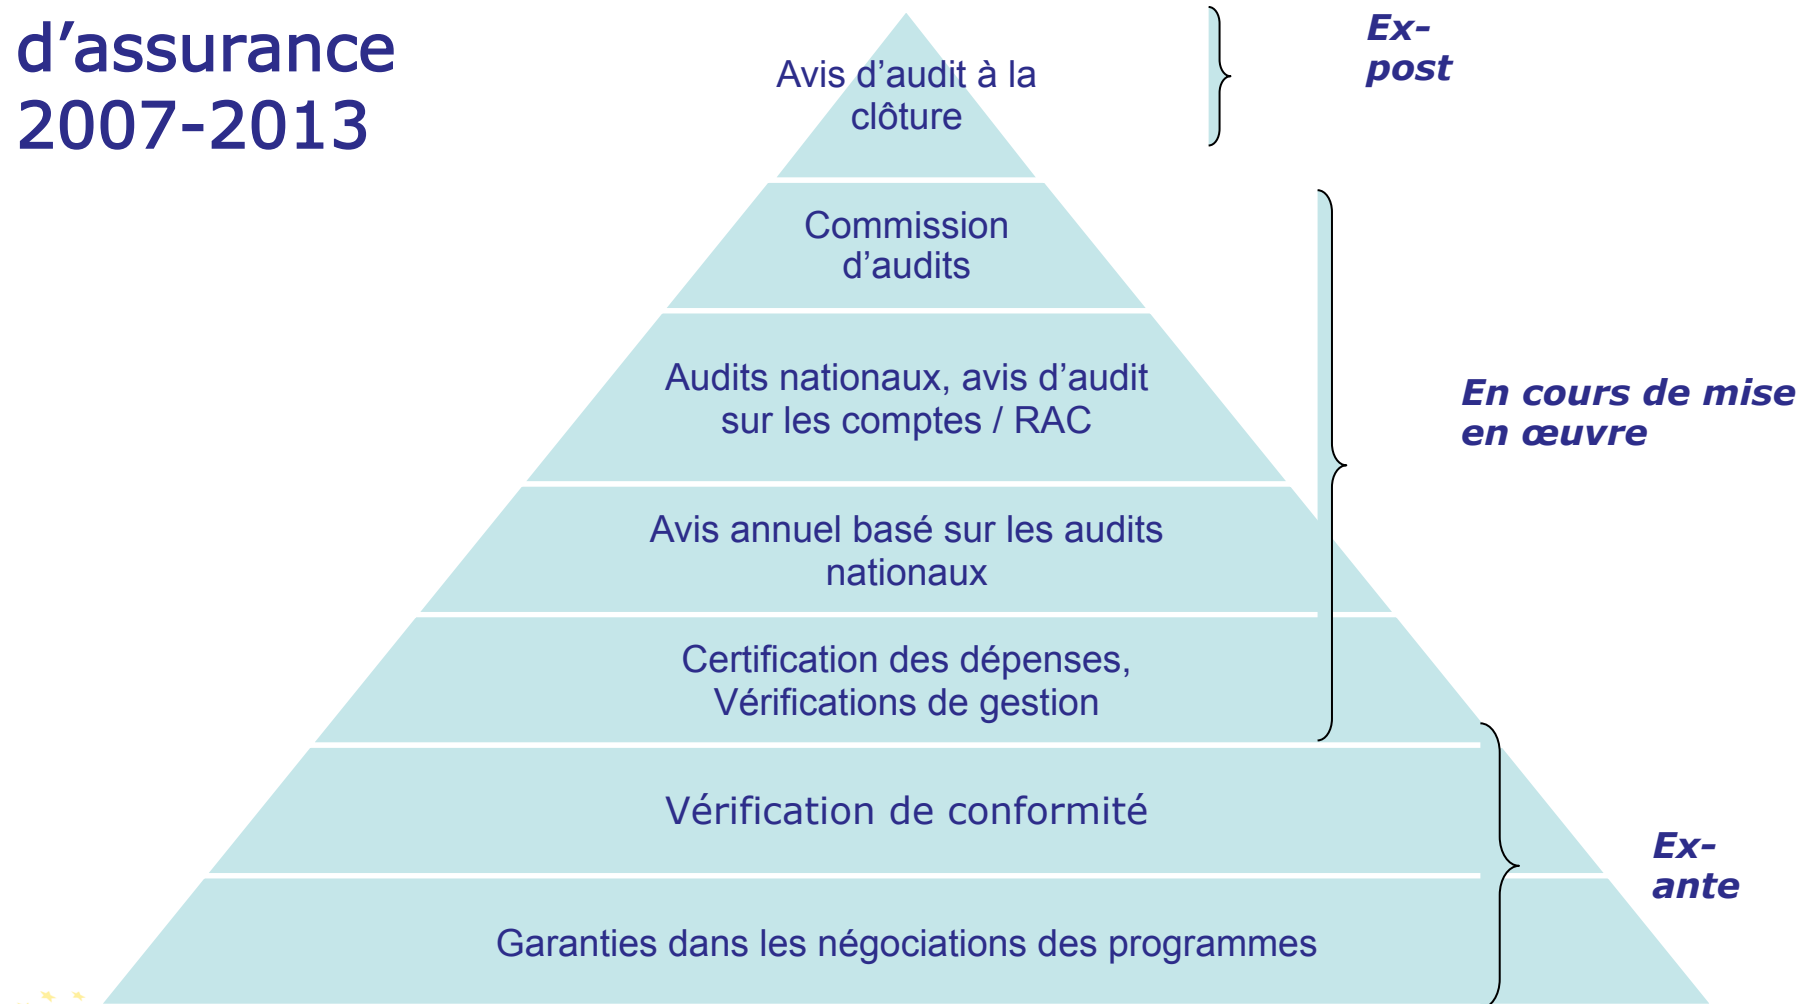 d’assurance
2007-2013
Avis d’audit à la
clôture
Ex-
post
Commission
d’audits
Audits nationaux, avis d’audit
sur les comptes / RAC
En cours de mise
en œuvre
Avis annuel basé sur les audits
nationaux
Certification des dépenses,
Vérifications de gestion
Vérification de conformité
Ex-
ante
Garanties dans les négociations des programmes